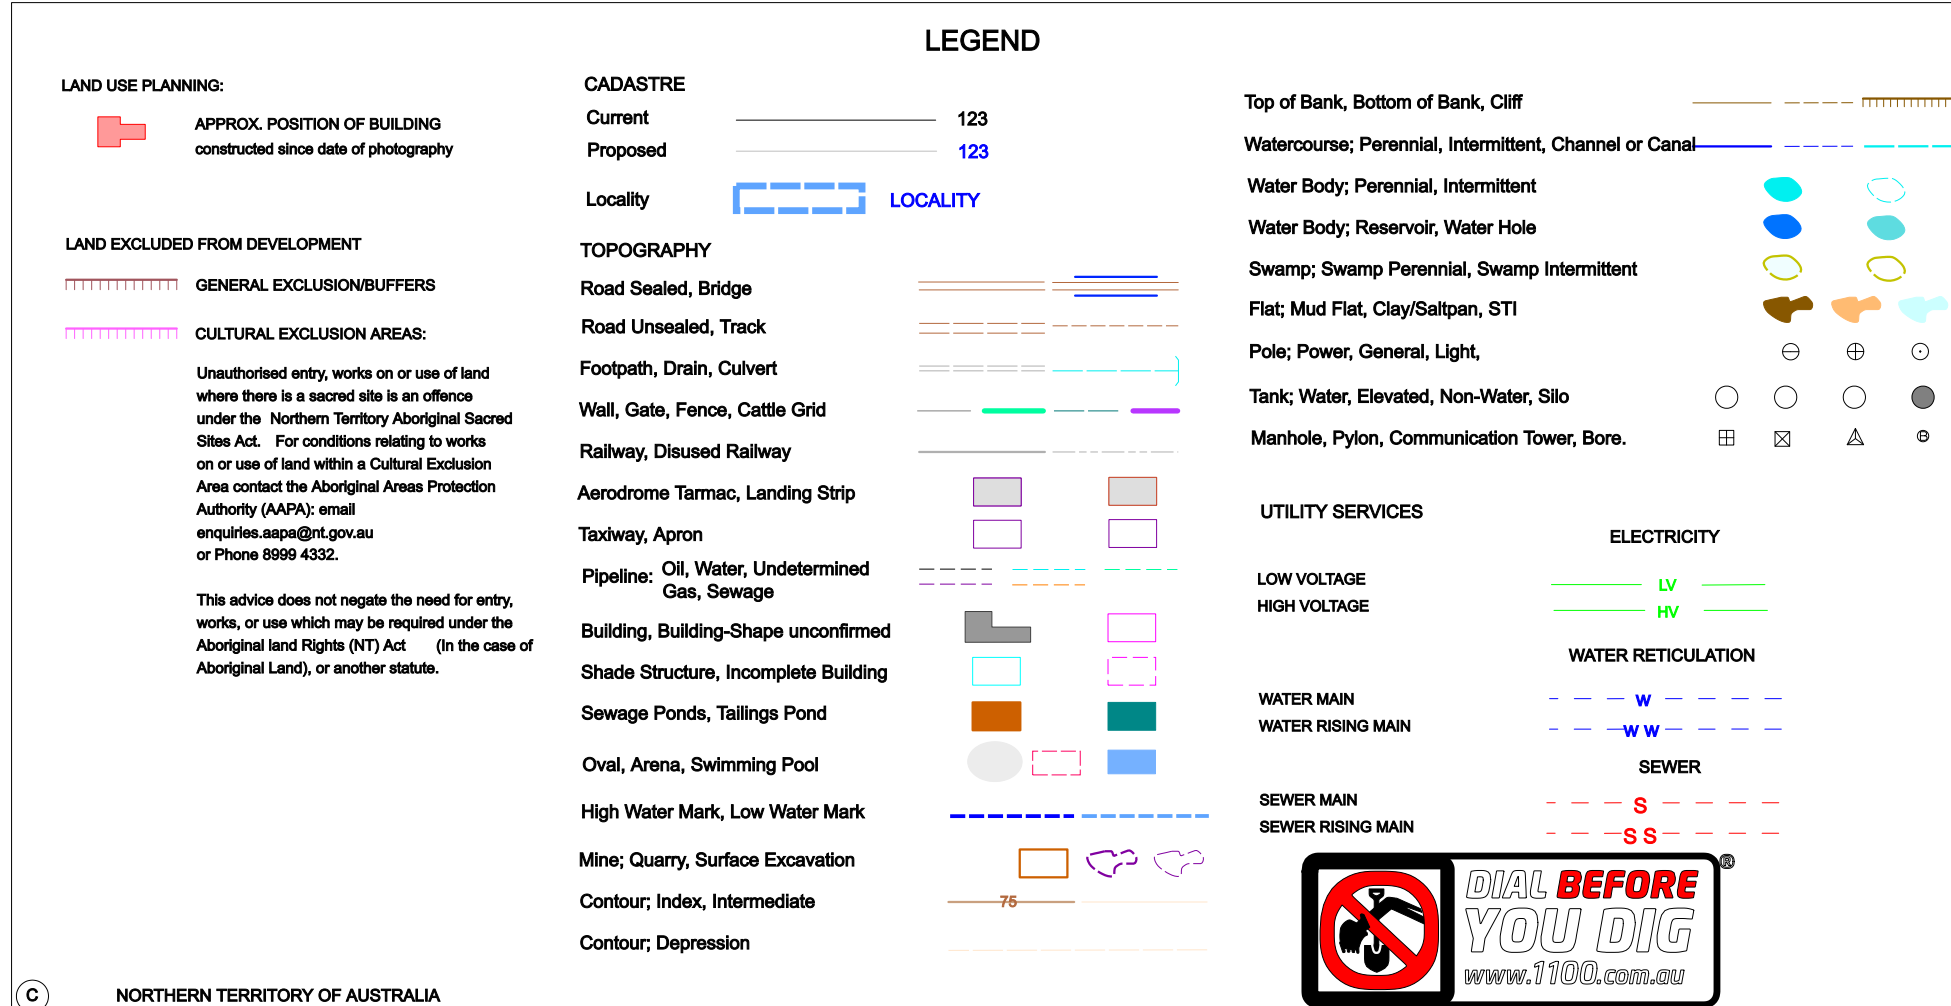 LEGEND
LAND USE PLANNING:
APPROX. POSITION OF BUILDING
constructed since date of photography
LAND EXCLUDED FROM DEVELOPMENT
GENERAL EXCLUSION/BUFFERS
CULTURAL EXCLUSION AREAS:
Unauthorised entry, works on or use of land
where there is a sacred site is an offence
under the Northern Territory Aboriginal Sacred
Sites Act. For conditions relating to works
on or use of land within a Cultural Exclusion
Area contact the Aboriginal Areas Protection
Authority (AAPA): email
enquiries.aapa@nt.gov.au
or Phone 8999 4332.
This advice does not negate the need for entry,
works, or use which may be required under the
Aboriginal land Rights (NT) Act (In the case of
Aboriginal Land), or another statute.
C NORTHERN TERRITORY OF AUSTRALIA
CADASTRE
Current 123
Proposed 123
Locality LOCALITY
TOPOGRAPHY
Road Sealed, Bridge
Road Unsealed, Track
Footpath, Drain, Culvert
Wall, Gate, Fence, Cattle Grid
Railway, Disused Railway
Aerodrome Tarmac, Landing Strip
Taxiway, Apron
Pipeline: Oil, Water, Undetermined
Gas, Sewage
Building, Building-Shape unconfirmed
Shade Structure, Incomplete Building
Sewage Ponds, Tailings Pond
Oval, Arena, Swimming Pool
High Water Mark, Low Water Mark
Mine; Quarry, Surface Excavation
Contour; Index, Intermediate 75
Contour; Depression
Top of Bank, Bottom of Bank, Cliff
Watercourse; Perennial, Intermittent, Channel or Canal
Water Body; Perennial, Intermittent
Water Body; Reservoir, Water Hole
Swamp; Swamp Perennial, Swamp Intermittent
Flat; Mud Flat, Clay/Saltpan, STI
Pole; Power, General, Light,
Tank; Water, Elevated, Non-Water, Silo
Manhole, Pylon, Communication Tower, Bore. B
UTILITY SERVICES
ELECTRICITY
LOW VOLTAGE LV
HIGH VOLTAGE HV
WATER RETICULATION
WATER MAIN W
WATER RISING MAIN W W
SEWER
SEWER MAIN S
SEWER RISING MAIN S S
DIAL BEFORE ®
YOU DIG
www.1100.com.au